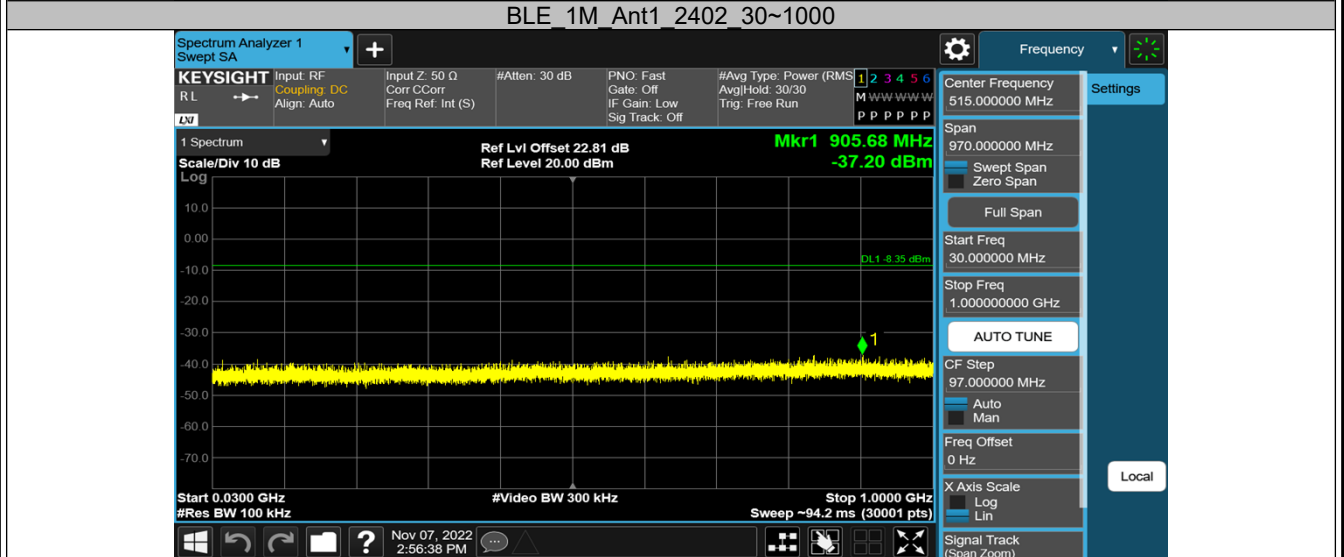 BLE_1M_Ant1_2402_30~1000
Spectrum Analyzer 1
Swept SA
+
Frequency
KEYSIGHT
RL
LXI
Input: RF
Coupling: DC
Align: Auto
Input Z: 50 Ω
Corr CCorr
Freq Ref: Int (S)
#Atten: 30 dB
PNO: Fast
Gate: Off
IF Gain: Low
Sig Track: Off
#Avg Type: Power (RMS
Avg|Hold: 30/30
Trig: Free Run
1 2 3 4 5 6
M W W W W W
P P P P P P
1 Spectrum
Scale/Div 10 dB
Log
Ref Lvl Offset 22.81 dB
Ref Level 20.00 dBm
Mkr1 905.68 MHz
-37.20 dBm
10.0
0.00
-10.0
-20.0
-30.0
-40.0
-50.0
-60.0
-70.0
DL1 -8.35 dBm
1
Start 0.0300 GHz
#Res BW 100 kHz
#Video BW 300 kHz
Stop 1.0000 GHz
Sweep ~94.2 ms (30001 pts)
?
Nov 07, 2022
2:56:38 PM
Center Frequency
515.000000 MHz
Span
970.000000 MHz
Swept Span
Zero Span
Full Span
Start Freq
30.000000 MHz
Stop Freq
1.000000000 GHz
AUTO TUNE
CF Step
97.000000 MHz
Auto
Man
Freq Offset
0 Hz
X Axis Scale
Log
Lin
Signal Track
(Span Zoom)
Settings
Local